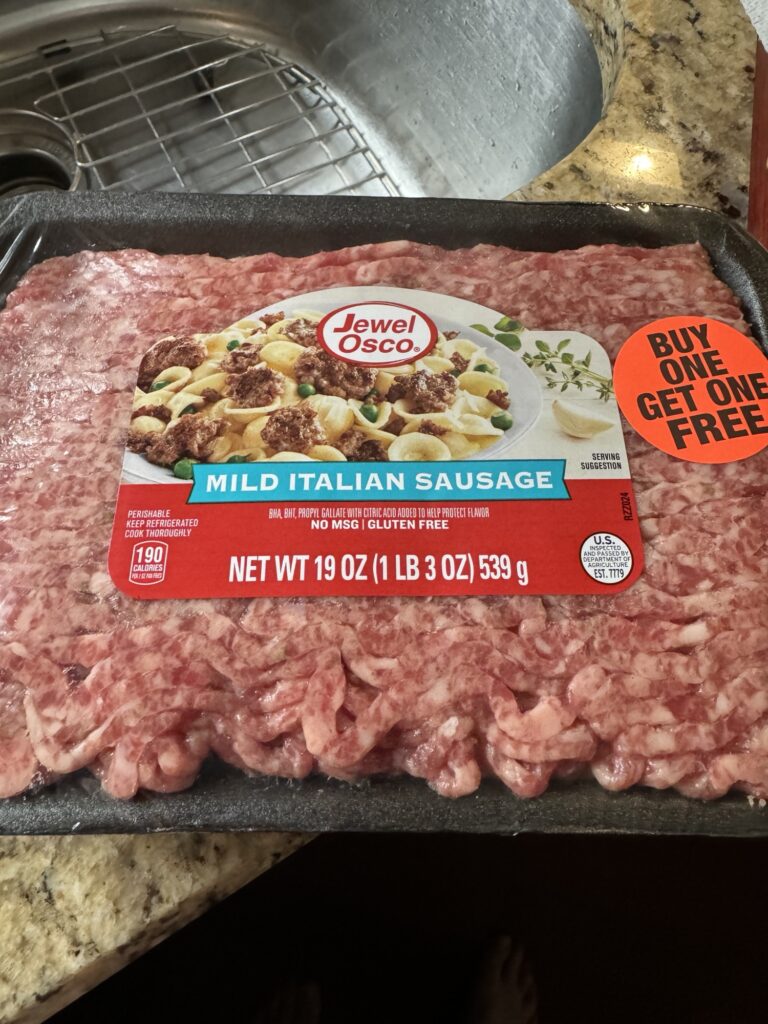 Jewel
Osco®
BUY
ONE
GET ONE
FREE
SERVING
SUGGESTION
MILD ITALIAN SAUSAGE
BHA, BHT, PROPYL GALLATE WITH CITRIC ACID ADDED TO HELP PROTECT FLAVOR
NO MSG | GLUTEN FREE
PERISHABLE
KEEP REFRIGERATED
COOK THOROUGHLY
190
CALORIES
NET WT 19 OZ (1 LB 3 OZ) 539 g
U.S.
INSPECTED
AND PASSED BY
DEPARTMENT OF
AGRICULTURE
EST. 7779